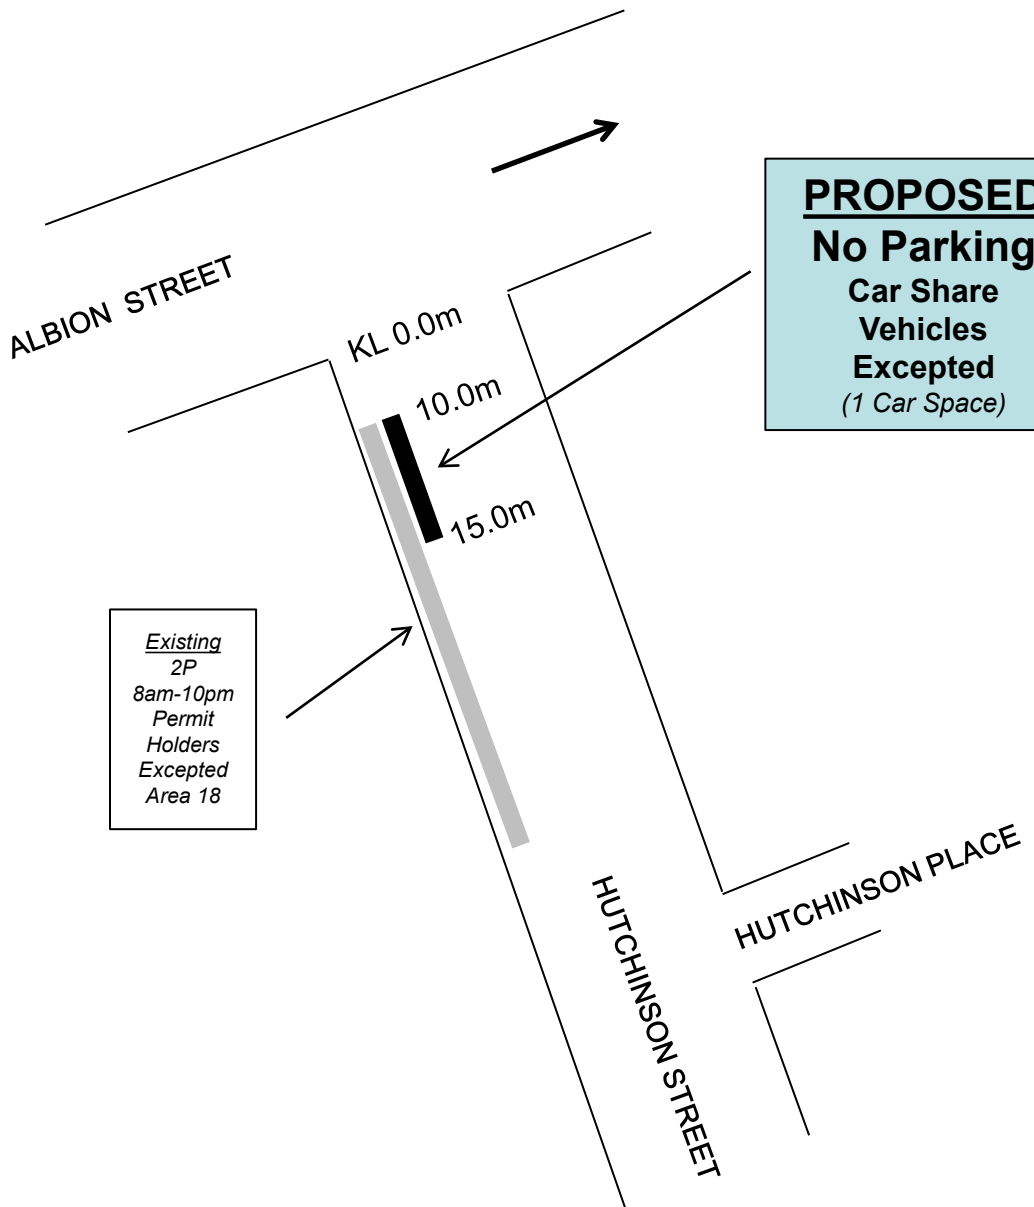 PROPOSED
No Parking
Car Share
Vehicles
Excepted
(1 Car Space)
ALBION STREET
KL 0.0m
10.0m
15.0m
Existing
2P
8am-10pm
Permit
Holders
Excepted
Area 18
HUTCHINSON PLACE
HUTCHINSON STREET